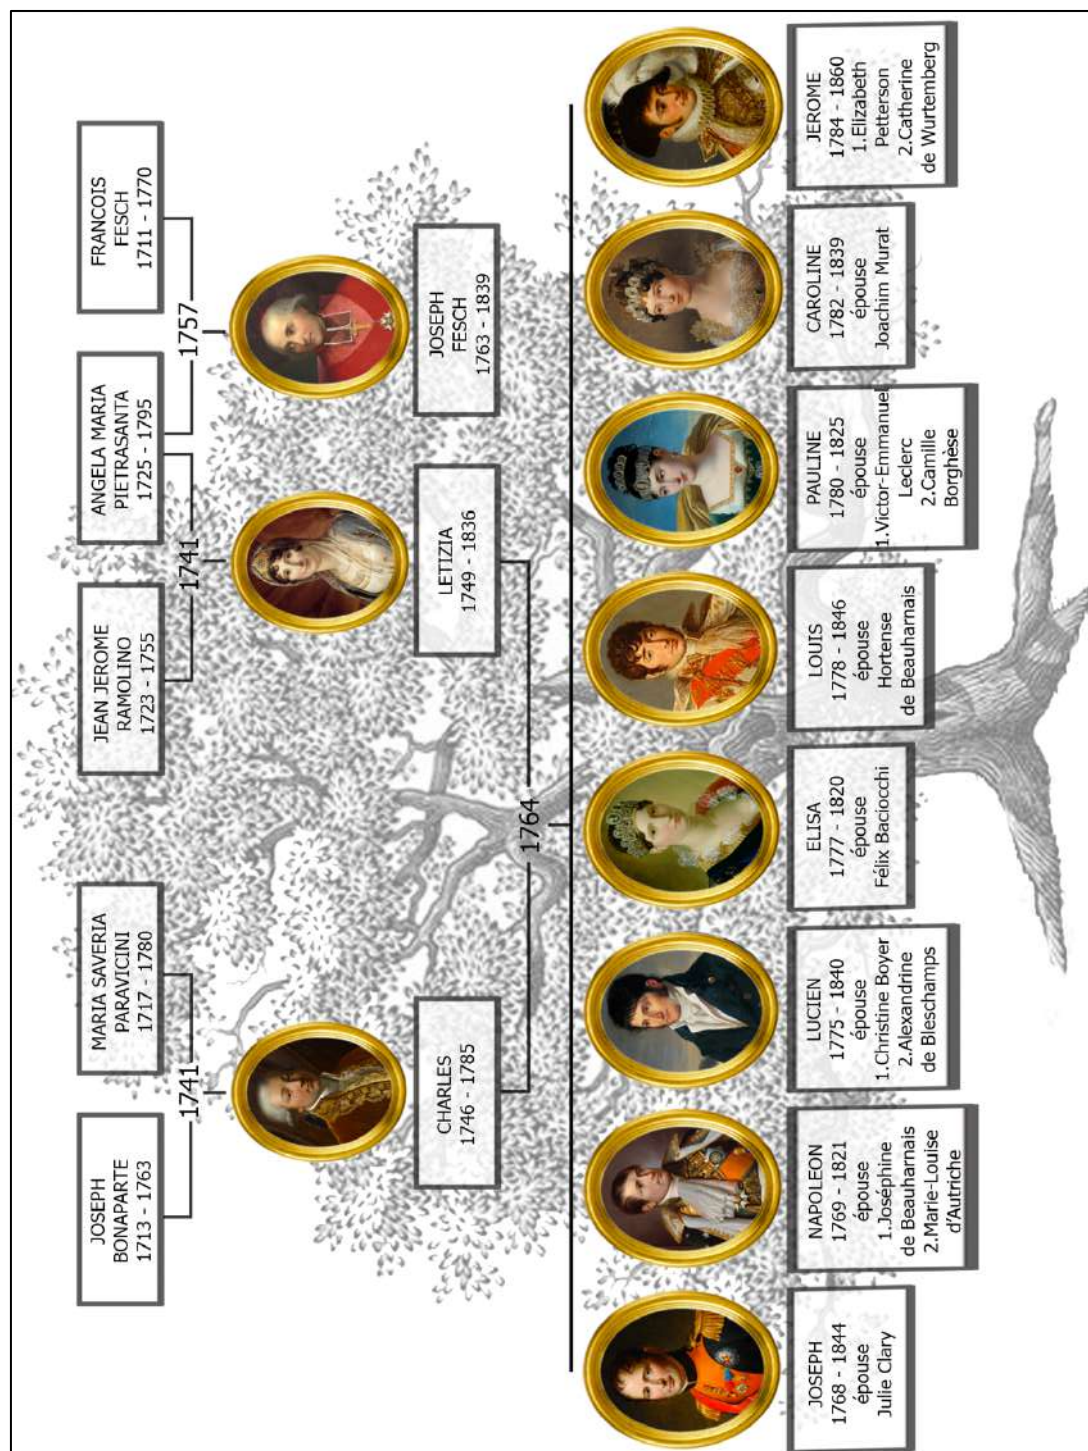 JOSEPH
BONAPARTE
1713 - 1763
MARIA SAVERIA
PARAVICINI
1717 - 1780
JEAN JEROME
RAMOLINO
1723 - 1755
ANGELA MARIA
PIETRASANTA
1725 - 1795
FRANCOIS
FESCH
1711 - 1770
1741
1741
1757
CHARLES
1746 - 1785
LETIZIA
1749 - 1836
JOSEPH
FESCH
1763 - 1839
1764
JOSEPH
1768 - 1844
épouse
Julie Clary
NAPOLEON
1769 - 1821
épouse
1.Joséphine
de Beauharnais
2.Marie-Louise
d'Autriche
LUCIEN
1775 - 1840
épouse
1.Christine Boyer
2.Alexandrine
de Bleschamps
ELISA
1777 - 1820
épouse
Félix Baciocchi
LOUIS
1778 - 1846
épouse
Hortense
de Beauharnais
PAULINE
1780 - 1825
épouse
1.Victor-Emmanuel
Leclerc
2.Camille
Borghèse
CAROLINE
1782 - 1839
épouse
Joachim Murat
JEROME
1784 - 1860
1.Elizabeth
Petterson
2.Catherine
de Wurtemberg